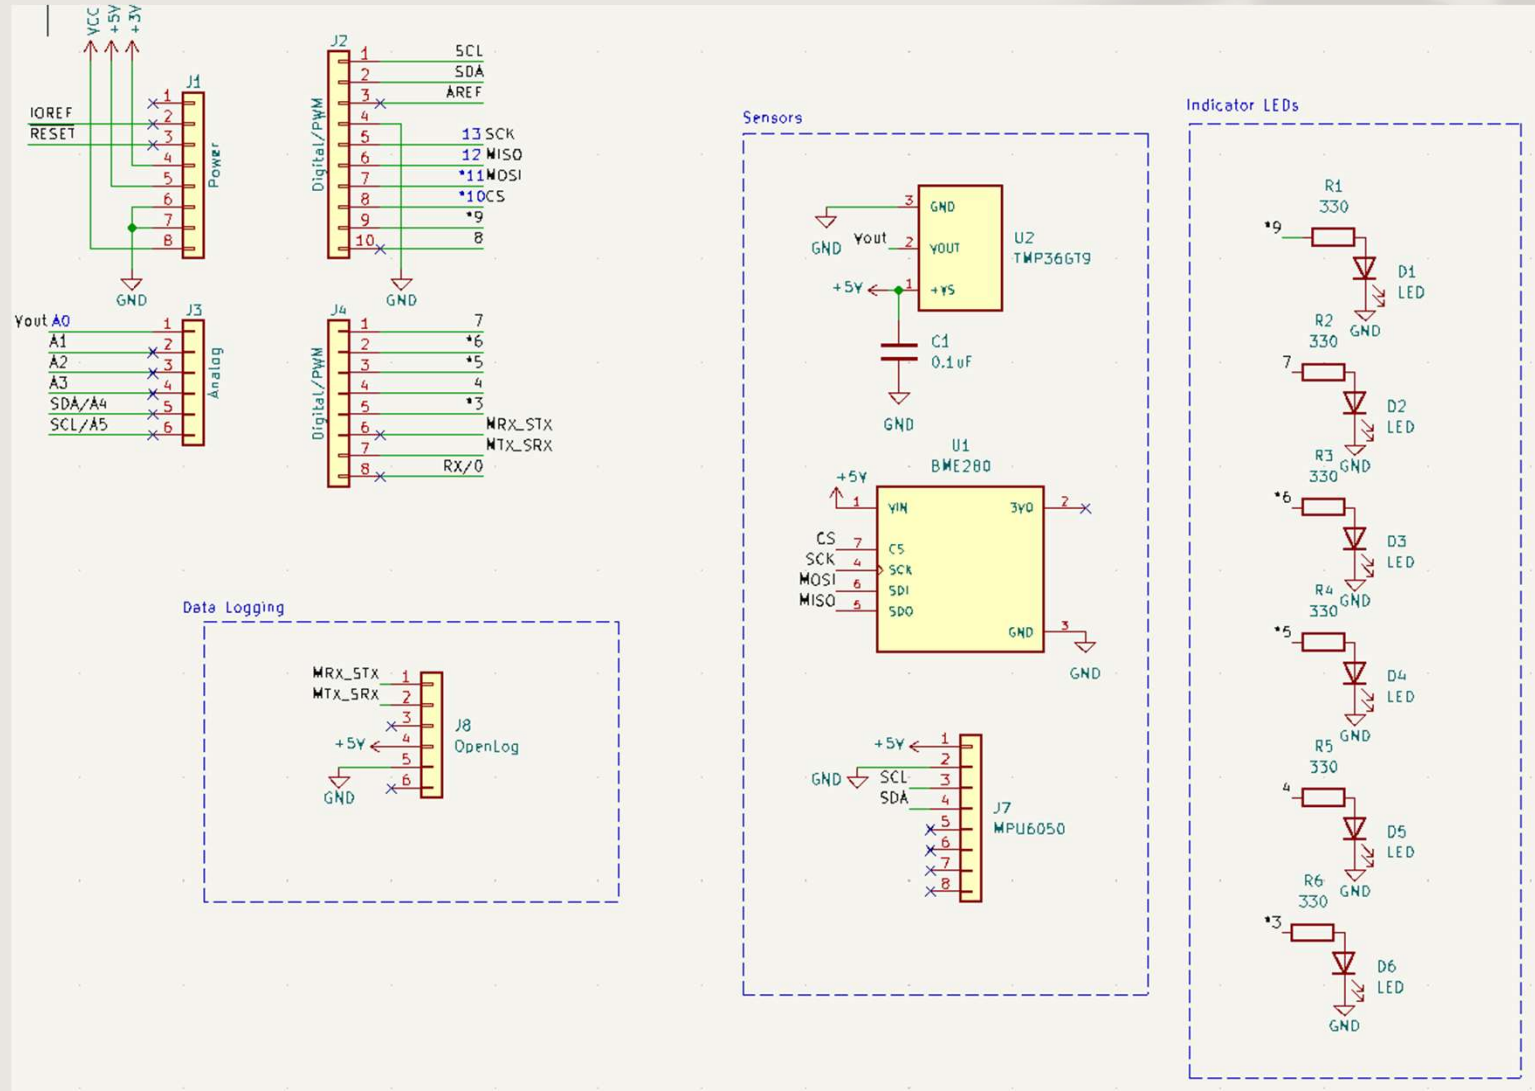 VCC
+5V
+3V
J1
1
IOREF
2
RESET
3
4
5
6
7
8
Power
GND
J2
1
SCL
2
SDA
3
AREF
4
5
13 SCK
6
12 MISO
7
*11 MOSI
8
*10 CS
9
*9
10
8
Digital/PWM
GND
J3
Vout A0
1
A1
2
A2
3
A3
4
SDA/A4
5
SCL/A5
6
Analog
J4
1
7
2
*6
3
*5
4
4
5
*3
6
MRX_STX
7
MTX_SRX
8
RX/0
Digital/PWM
Data Logging
MRX_STX
1
MTX_SRX
2
3
+5V
4
5
6
GND
J8
OpenLog
Sensors
3
GND
GND
Vout
2
VOUT
+5V
1
+VS
U2
TMP36GT9
C1
0.1uF
GND
U1
BME280
+5V
1
VIN
3V0
2
CS
7
CS
SCK
4
SCK
MOSI
6
SDI
MISO
5
SDO
GND
3
GND
+5V
1
GND
2
SCL
3
SDA
4
5
6
7
8
J7
MPU6050
Indicator LEDs
R1
330
*9
D1
LED
GND
R2
330
7
D2
LED
GND
R3
330
*6
D3
LED
GND
R4
330
*5
D4
LED
GND
R5
330
4
D5
LED
GND
R6
330
*3
D6
LED
GND